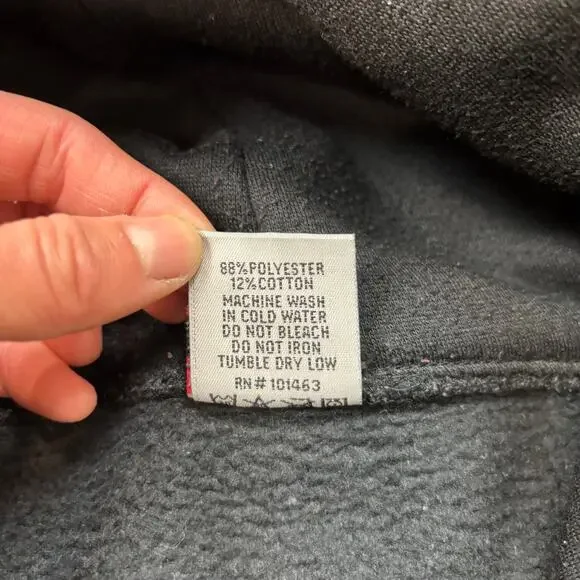 88%POLYESTER
12%COTTON
MACHINE WASH
IN COLD WATER
DO NOT BLEACH
DO NOT IRON
TUMBLE DRY LOW
RN# 101463